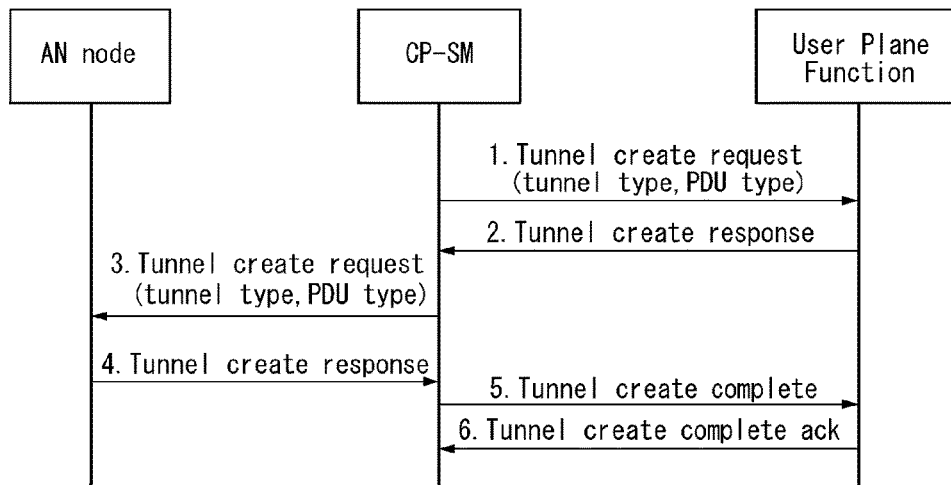 AN node
CP-SM
User Plane
Function
1. Tunnel create request
(tunnel type, PDU type)
2. Tunnel create response
3. Tunnel create request
(tunnel type, PDU type)
4. Tunnel create response
5. Tunnel create complete
6. Tunnel create complete ack